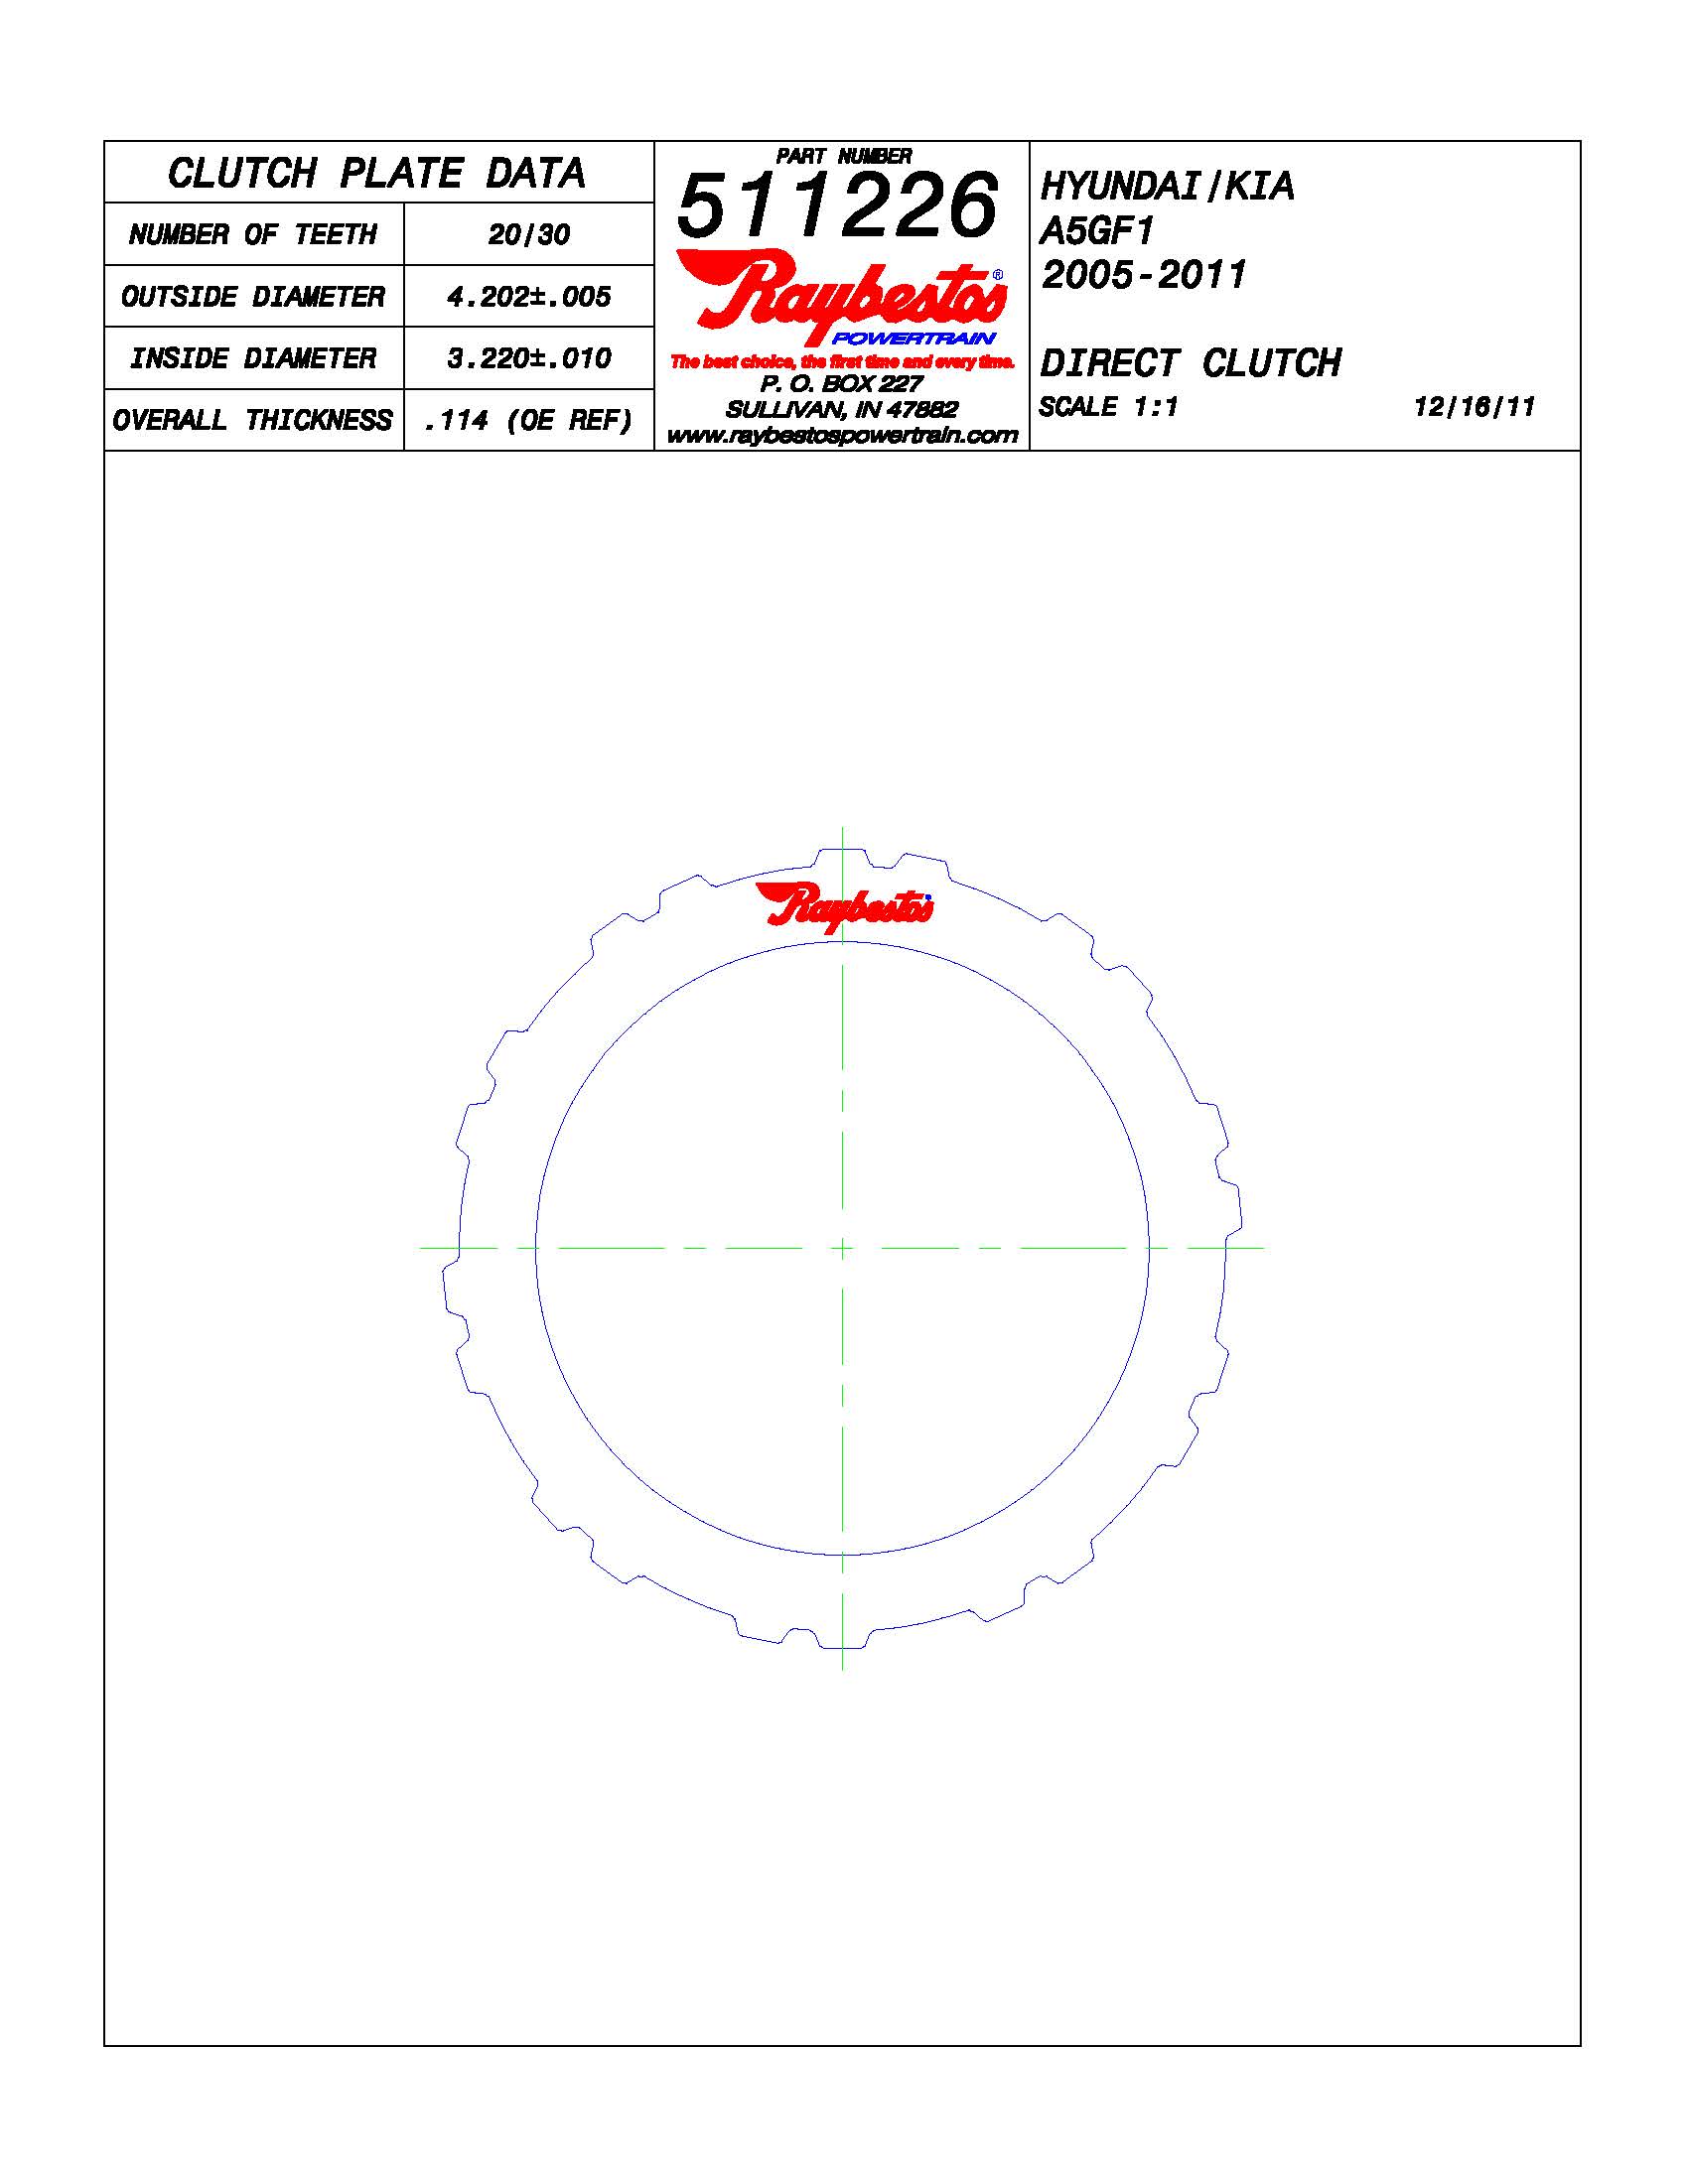 CLUTCH PLATE DATA
NUMBER OF TEETH 20/30
OUTSIDE DIAMETER 4.202±.005
INSIDE DIAMETER 3.220±.010
OVERALL THICKNESS .114 (OE REF)
PART NUMBER
511226
Raybestos®
POWERTRAIN
The best choice, the first time and every time.
P. O. BOX 227
SULLIVAN, IN 47882
www.raybestospowertrain.com
HYUNDAI/KIA
A5GF1
2005-2011
DIRECT CLUTCH
SCALE 1:1 12/16/11
Raybestos